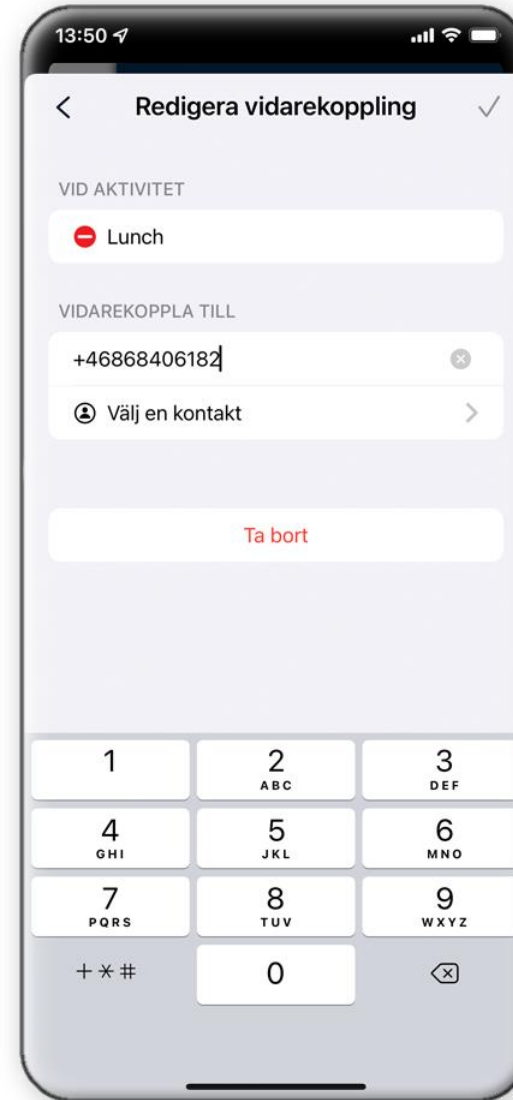 13:50
Redigera vidarekoppling
VID AKTIVITET
Lunch
VIDAREKOPPLA TILL
+46868406182
Välj en kontakt
Ta bort
1 2 3
ABC DEF
4 5 6
GHI JKL MNO
7 8 9
PQRS TUV WXYZ
+*# 0